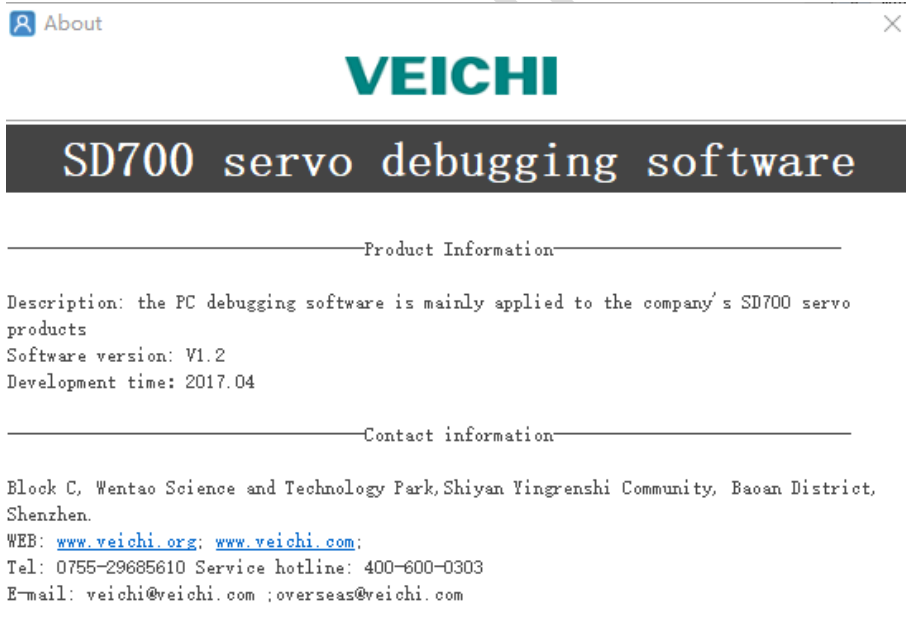 About
VEICHI
SD700 servo debugging software
Product Information
Description: the PC debugging software is mainly applied to the company's SD700 servo
products
Software version: V1.2
Development time: 2017.04
Contact information
Block C, Wentao Science and Technology Park,Shiyan Yingrenshi Community, Baoan District,
Shenzhen.
WEB: www.veichi.org; www.veichi.com;
Tel: 0755-29685610 Service hotline: 400-600-0303
E-mail: veichi@veichi.com ;overseas@veichi.com